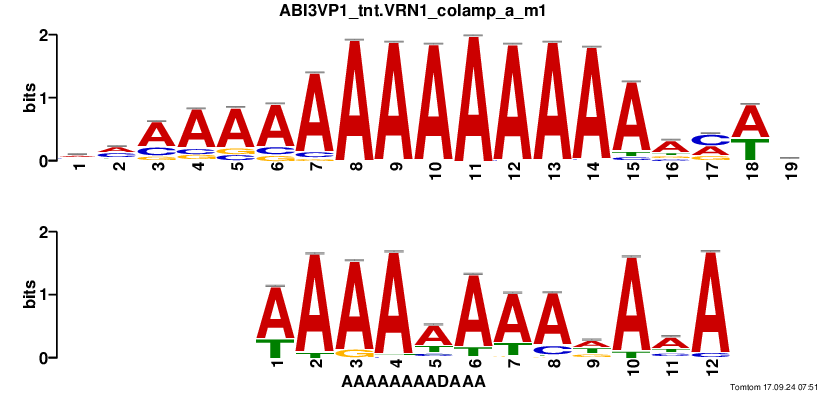 ABI3VP1_tnt.VRN1_colamp_a_m1
2
1
0
bits
1 2 3 4 5 6 7 8 9 10 11 12 13 14 15 16 17 18 19
2
1
0
bits
1 2 3 4 5 6 7 8 9 10 11 12
AAAAAAAADAAA
Tomtom 17.09.24 07:51